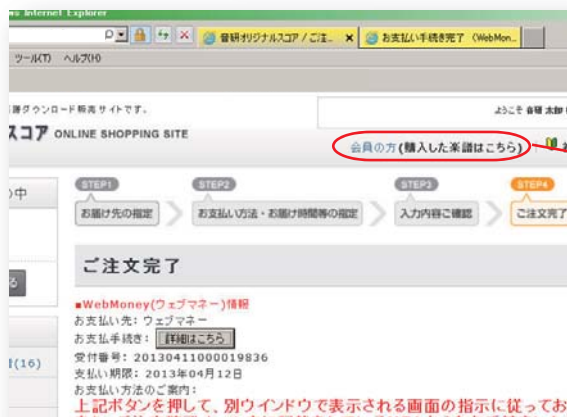 ws Internet Explorer
音研オリジナルスコア / ご注...
お支払い手続き完了 (WebMon...
ツール(T) ヘルプ(H)
譜ダウンロード販売サイトです。
ようこそ 音研 太郎
スコア ONLINE SHOPPING SITE
会員の方(購入した楽譜はこちら)
の中
STEP1 STEP2 STEP3 STEP4
お届け先の指定 お支払い方法・お届け時間等の指定 入力内容ご確認 ご注文完了
ご注文完了
る
■WebMoney(ウェブマネー)情報
お支払い先: ウェブマネー
お支払手続き: 詳細はこちら
(16)
受付番号: 20130411000019836
支払い期限: 2013年04月12日
お支払い方法のご案内:
上記ボタンを押して、別ウインドウで表示される画面の指示に従ってお